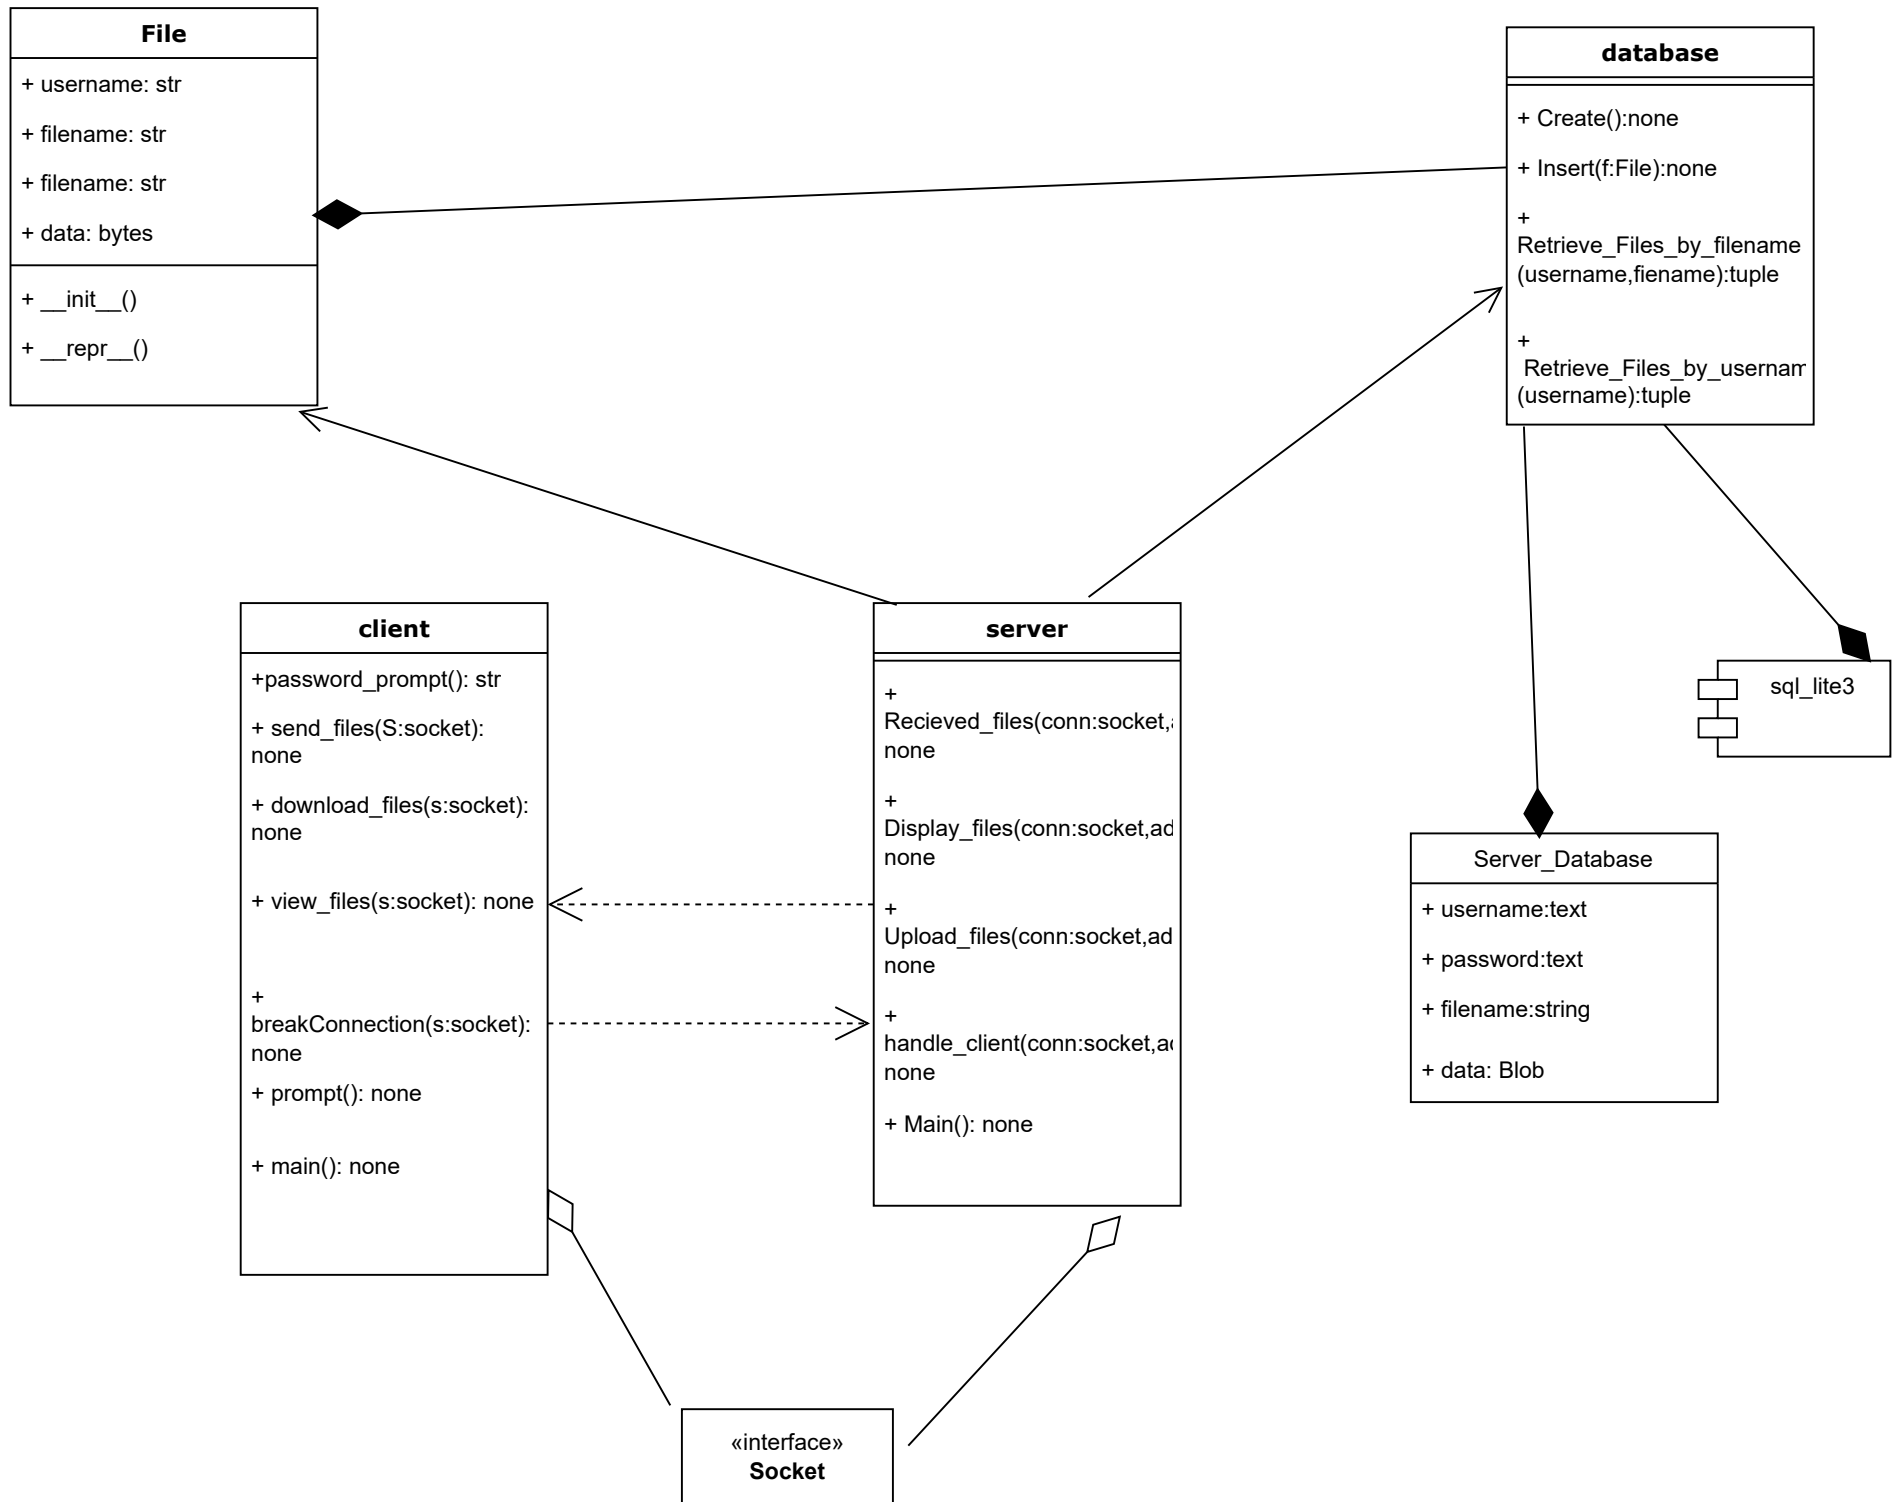 File
+ username: str
+ filename: str
+ filename: str
+ data: bytes
+ __init__()
+ __repr__()
database
+ Create():none
+ Insert(f:File):none
+
Retrieve_Files_by_filename
(username,fiename):tuple
+
Retrieve_Files_by_usernam
(username):tuple
client
+password_prompt(): str
+ send_files(S:socket):
none
+ download_files(s:socket):
none
+ view_files(s:socket): none
+
breakConnection(s:socket):
none
+ prompt(): none
+ main(): none
server
+
Recieved_files(conn:socket,
none
+
Display_files(conn:socket,ad
none
+
Upload_files(conn:socket,ad
none
+
handle_client(conn:socket,a
none
+ Main(): none
sql_lite3
Server_Database
+ username:text
+ password:text
+ filename:string
+ data: Blob
«interface»
Socket